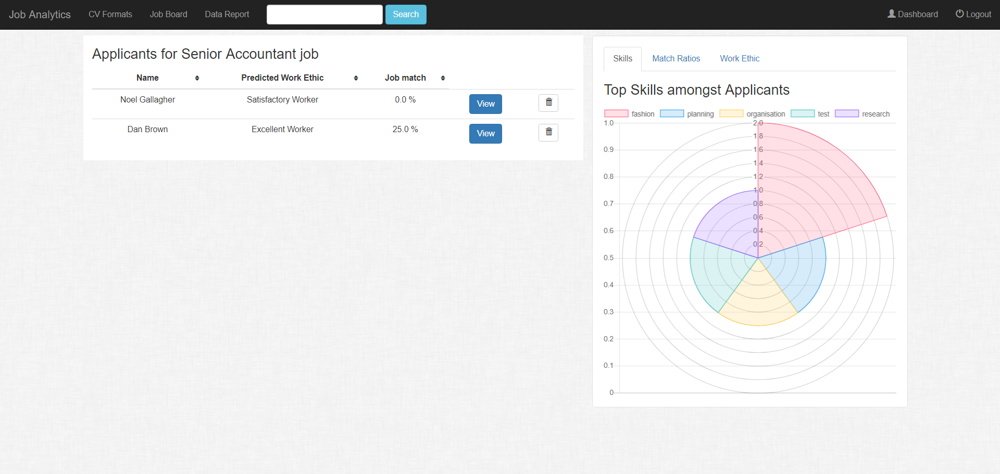 Job Analytics CV Formats Job Board Data Report Search Dashboard Logout
Applicants for Senior Accountant job
Name Predicted Work Ethic Job match
Noel Gallagher Satisfactory Worker 0.0 % View
Dan Brown Excellent Worker 25.0 % View
Skills Match Ratios Work Ethic
Top Skills amongst Applicants
fashion planning organisation test research
1.0
0.9
0.8
0.7
0.6
0.5
0.4
0.3
0.2
0.1
0
2.0
1.8
1.6
1.4
1.2
1.0
0.8
0.6
0.4
0.2